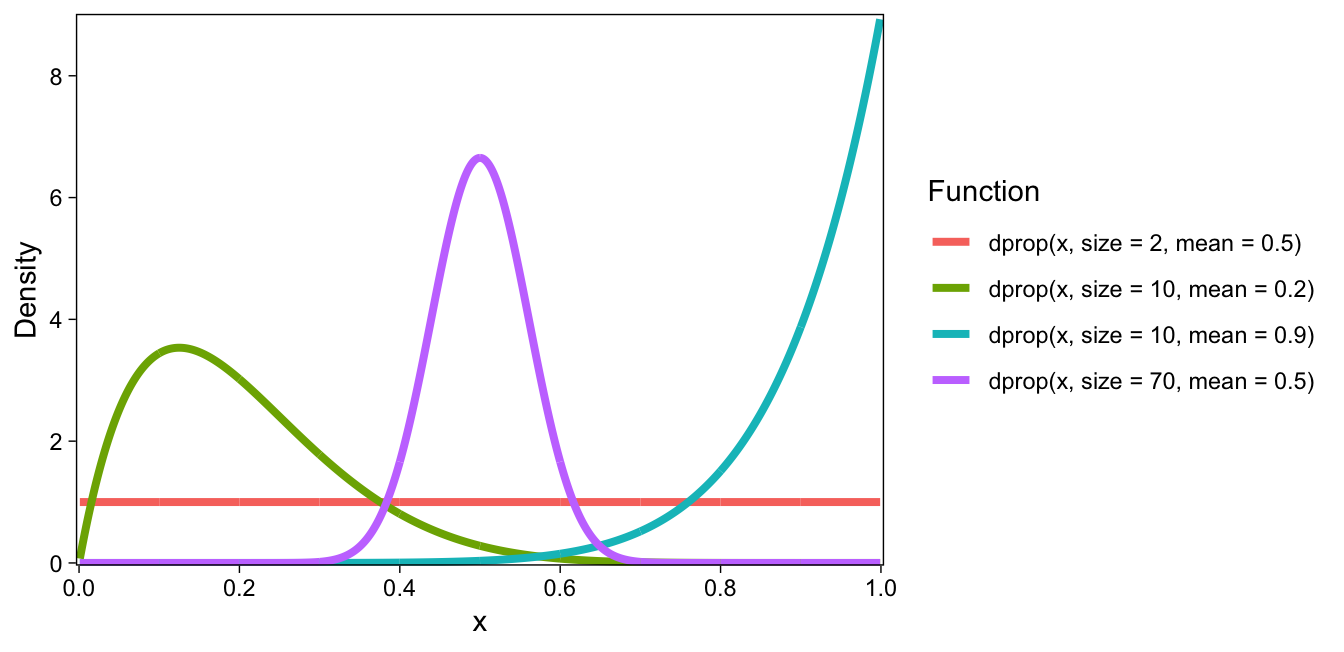 Density
8
6
4
2
0
0.0 0.2 0.4 0.6 0.8 1.0
x
Function
dprop(x, size = 2, mean = 0.5)
dprop(x, size = 10, mean = 0.2)
dprop(x, size = 10, mean = 0.9)
dprop(x, size = 70, mean = 0.5)